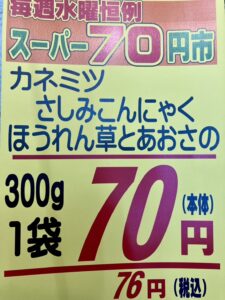 毎週水曜恒例
スーパー70円市
カネミツ
さしみこんにゃく
ほうれん草とあおさの
300g
1袋
70円
(本体)
76円(税込)